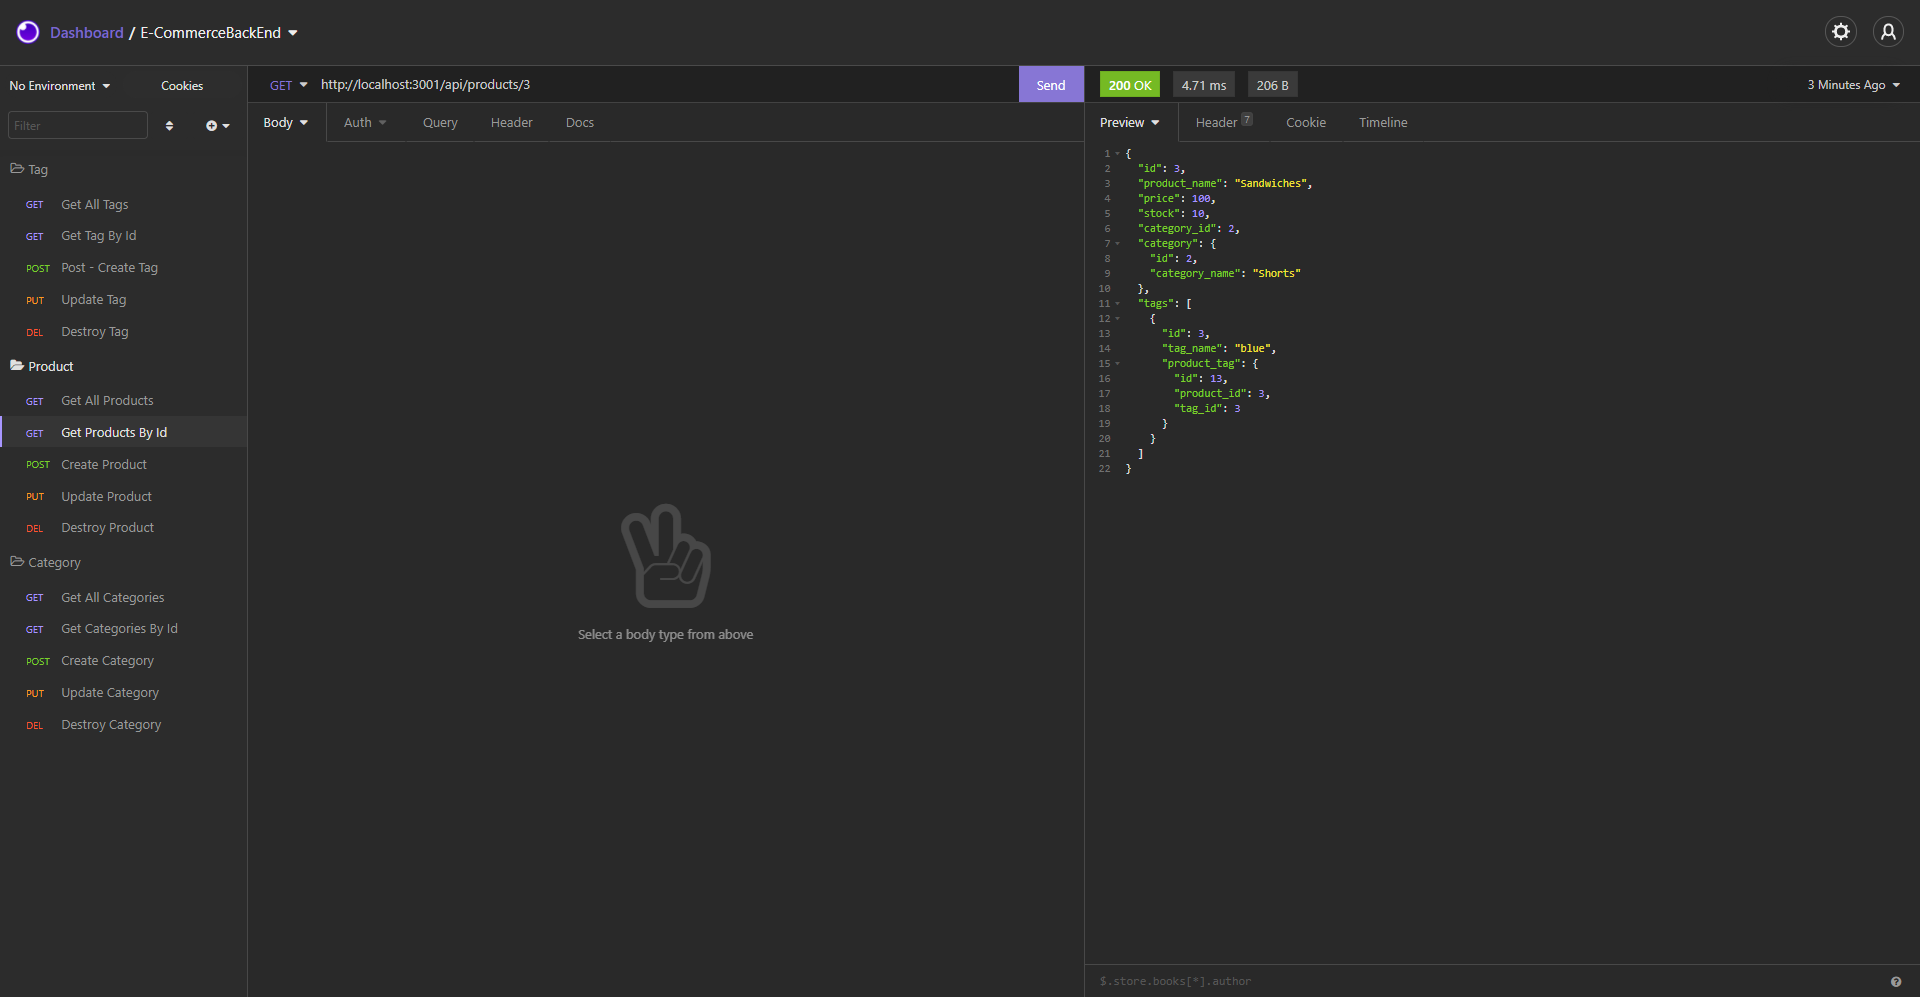 Dashboard / E-CommerceBackEnd
No Environment
Cookies
Filter
Tag
GET Get All Tags
GET Get Tag By Id
POST Post - Create Tag
PUT Update Tag
DEL Destroy Tag
Product
GET Get All Products
GET Get Products By Id
POST Create Product
PUT Update Product
DEL Destroy Product
Category
GET Get All Categories
GET Get Categories By Id
POST Create Category
PUT Update Category
DEL Destroy Category
GET http://localhost:3001/api/products/3 Send
Body Auth Query Header Docs
Select a body type from above
200 OK 4.71 ms 206 B 3 Minutes Ago
Preview Header 7 Cookie Timeline
1 {
2 "id": 3,
3 "product_name": "Sandwiches",
4 "price": 100,
5 "stock": 10,
6 "category_id": 2,
7 "category": {
8 "id": 2,
9 "category_name": "Shorts"
10 },
11 "tags": [
12 {
13 "id": 3,
14 "tag_name": "blue",
15 "product_tag": {
16 "id": 13,
17 "product_id": 3,
18 "tag_id": 3
19 }
20 }
21 ]
22 }
$.store.books[*].author